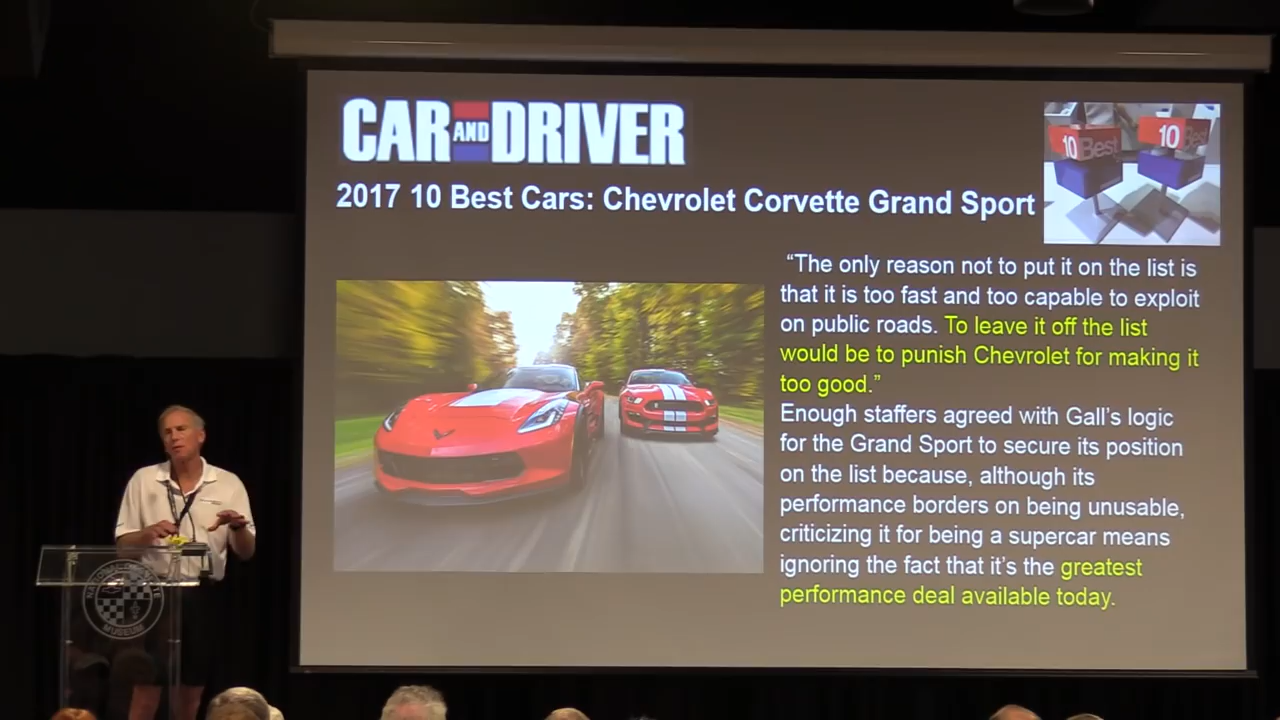 CAR AND DRIVER
10 Best
10 Best
2017 10 Best Cars: Chevrolet Corvette Grand Sport
“The only reason not to put it on the list is
that it is too fast and too capable to exploit
on public roads. To leave it off the list
would be to punish Chevrolet for making it
too good.”
Enough staffers agreed with Gall’s logic
for the Grand Sport to secure its position
on the list because, although its
performance borders on being unusable,
criticizing it for being a supercar means
ignoring the fact that it’s the greatest
performance deal available today.
NATIONAL CORVETTE
MUSEUM